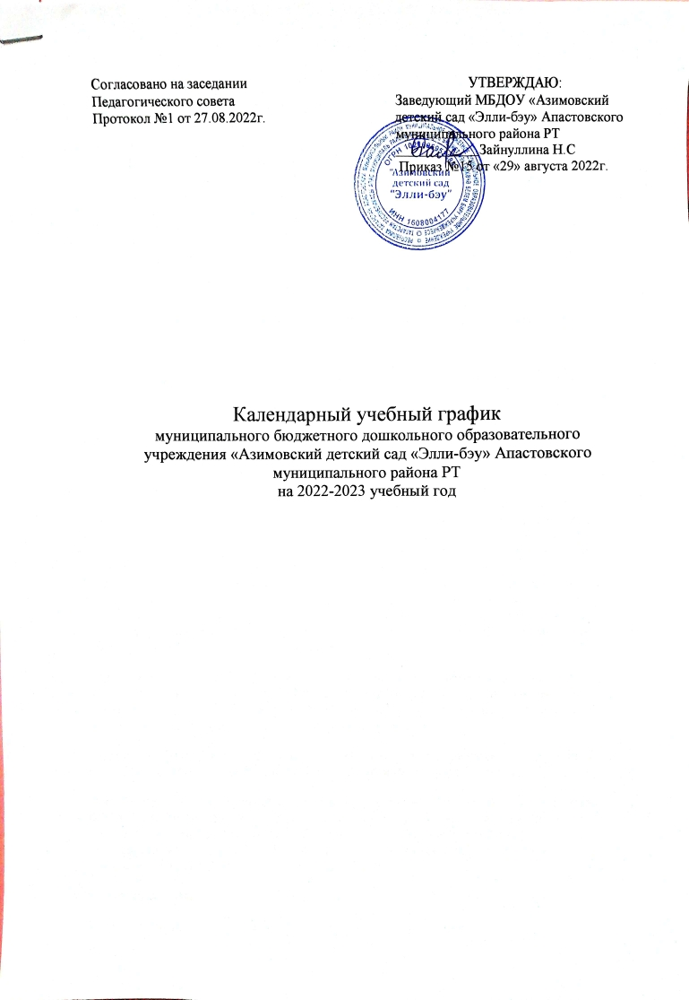 Согласовано на заседании
Педагогического совета
Протокол №1 от 27.08.2022г.
УТВЕРЖДАЮ:
Заведующий МБДОУ «Азимовский
детский сад «Элли-бэу» Апастовского
муниципального района РТ
Зайнуллина Н.С
Приказ от «29» августа 2022г.
"Азимовский
детский сад
"Элли-бэу"
ИНН 1608004177
Календарный учебный график
муниципального бюджетного дошкольного образовательного
учреждения «Азимовский детский сад «Элли-бэу» Апастовского
муниципального района РТ
на 2022-2023 учебный год